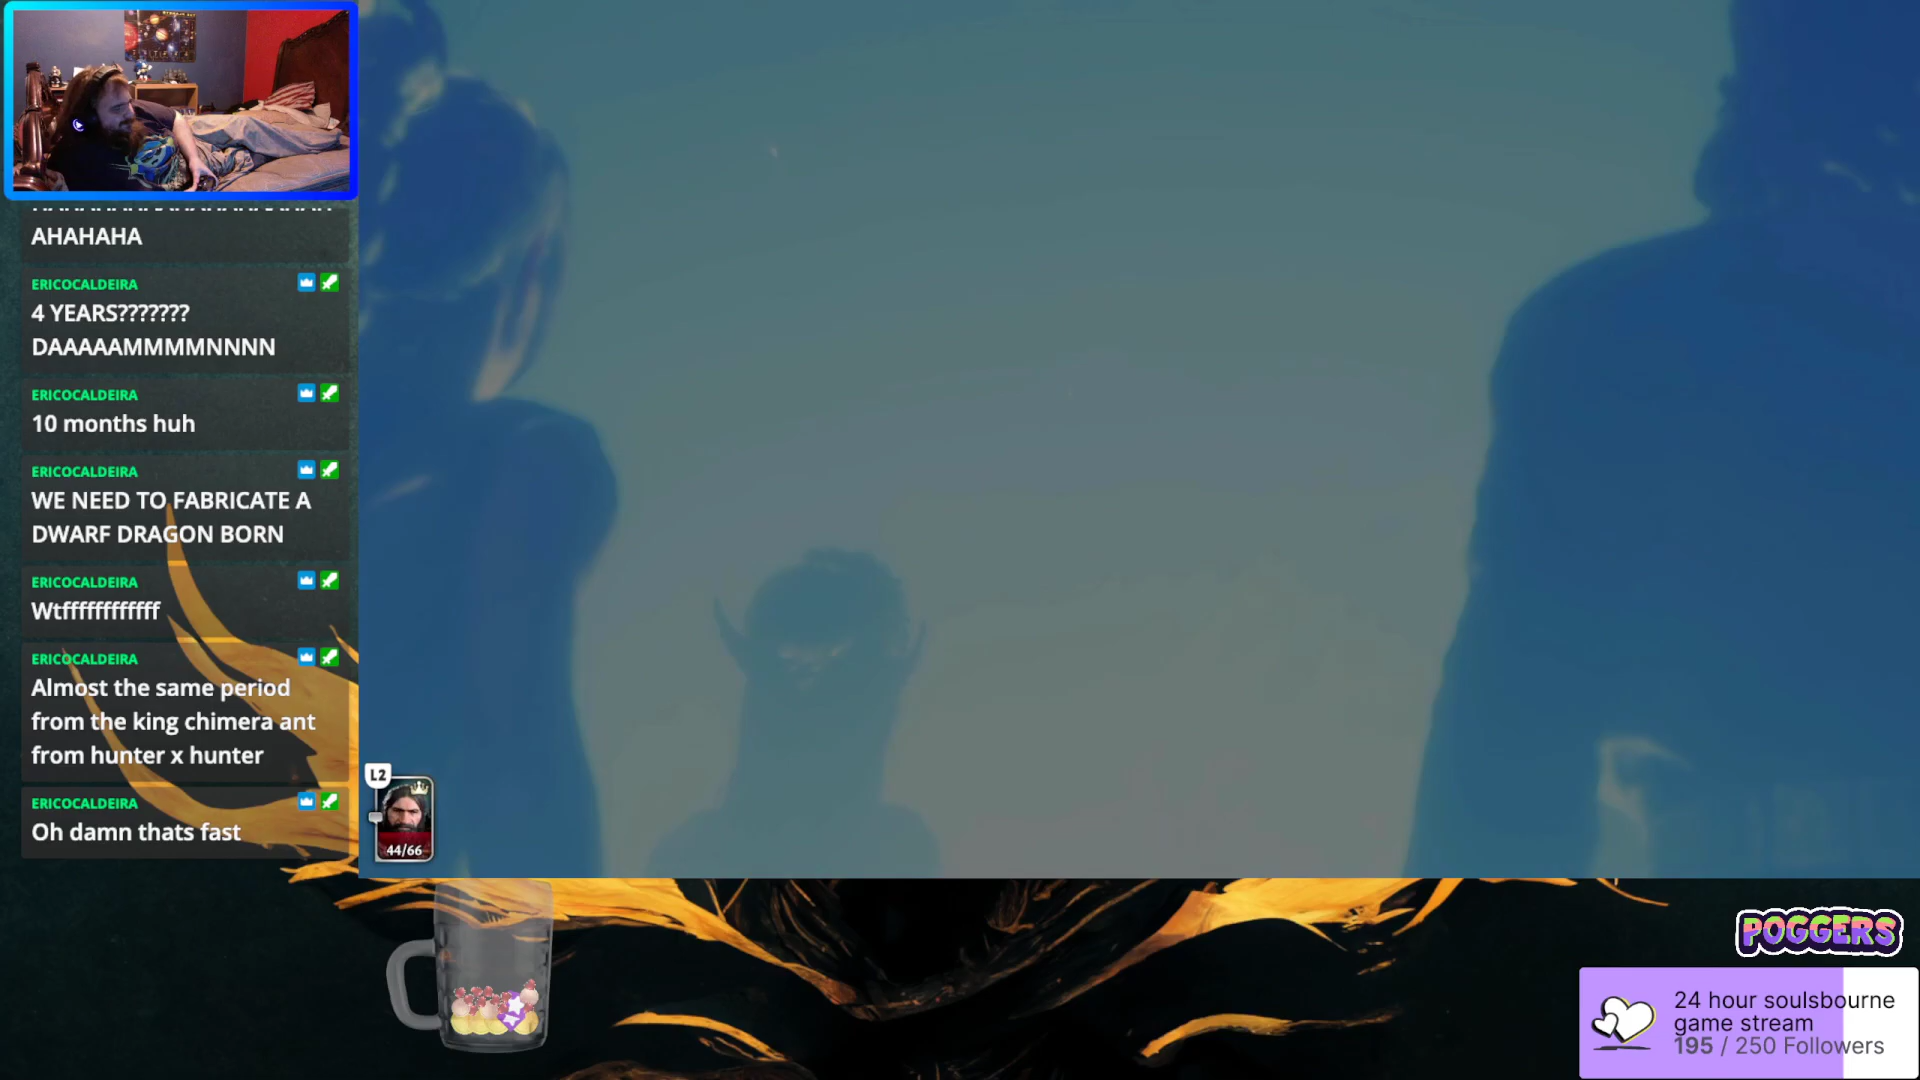 AHAHAHA
ERICOCALDEIRA
4 YEARS???????
DAAAAAMMMMNNNN
ERICOCALDEIRA
10 months huh
ERICOCALDEIRA
WE NEED TO FABRICATE A
DWARF DRAGON BORN
ERICOCALDEIRA
Wtffffffffffff
ERICOCALDEIRA
Almost the same period
from the king chimera ant
from hunter x hunter
ERICOCALDEIRA
Oh damn thats fast
L2
44/66
POGGERS
24 hour soulsbourne
game stream
195 / 250 Followers